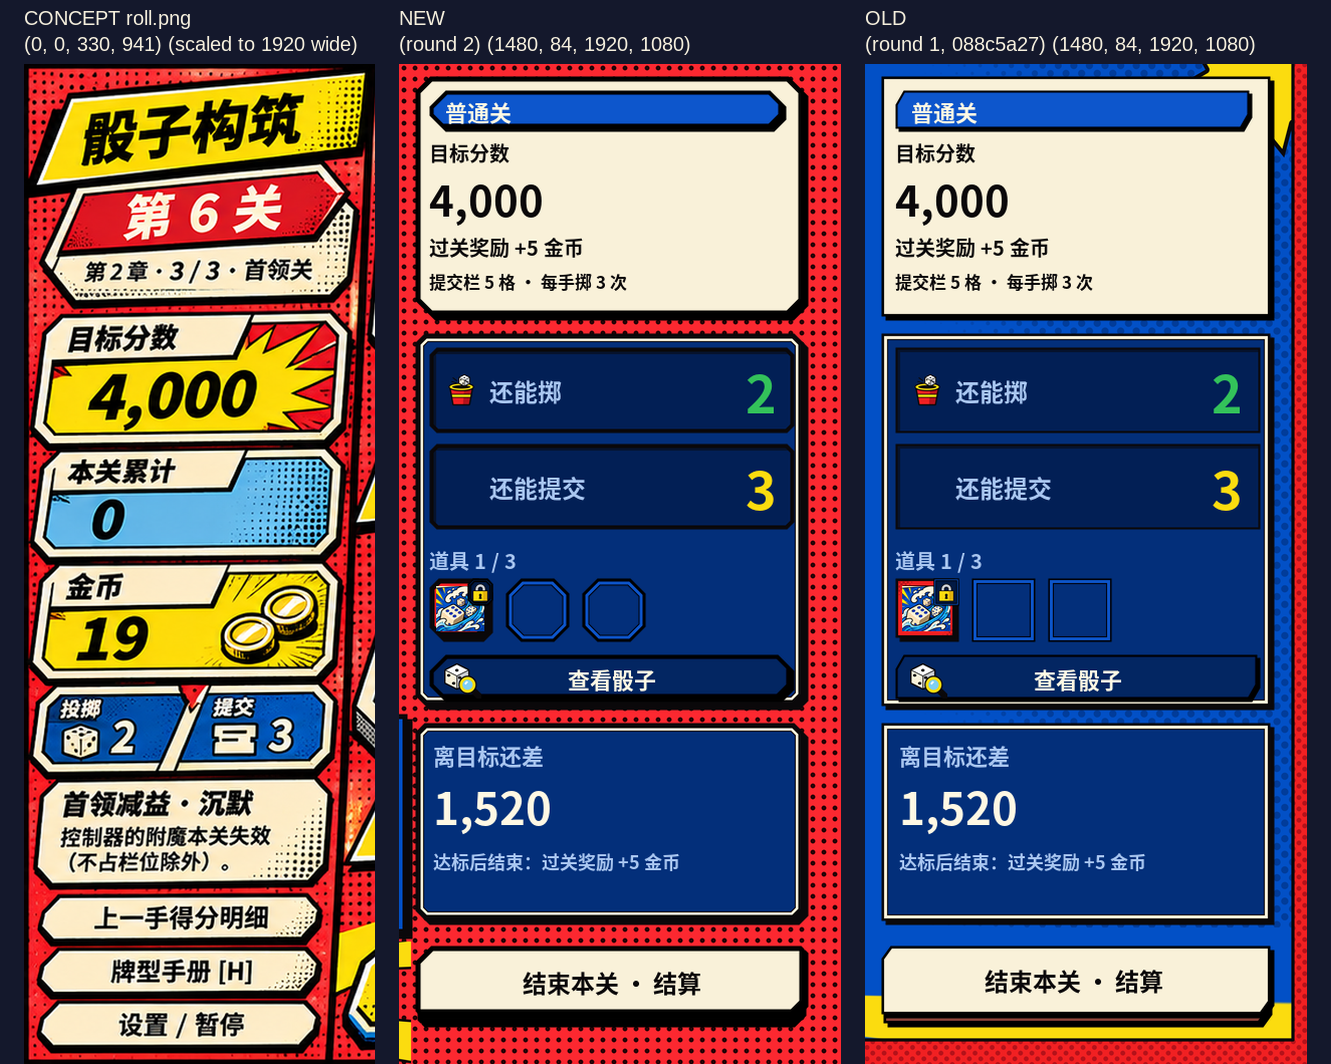 CONCEPT roll.png
(0, 0, 330, 941) (scaled to 1920 wide)
骰子构筑
第 6 关
第 2 章 · 3 / 3 · 首领关
目标分数
4,000
本关累计
0
金币
19
投掷
2
提交
3
首领减益 · 沉默
控制器的附魔本关失效
（不占栏位除外）。
上一手得分明细
牌型手册 [H]
设置 / 暂停
NEW
(round 2) (1480, 84, 1920, 1080)
普通关
目标分数
4,000
过关奖励 +5 金币
提交栏 5 格 · 每手掷 3 次
还能掷
2
还能提交
3
道具 1 / 3
查看骰子
离目标还差
1,520
达标后结束：过关奖励 +5 金币
结束本关 · 结算
OLD
(round 1, 088c5a27) (1480, 84, 1920, 1080)
普通关
目标分数
4,000
过关奖励 +5 金币
提交栏 5 格 · 每手掷 3 次
还能掷
2
还能提交
3
道具 1 / 3
查看骰子
离目标还差
1,520
达标后结束：过关奖励 +5 金币
结束本关 · 结算